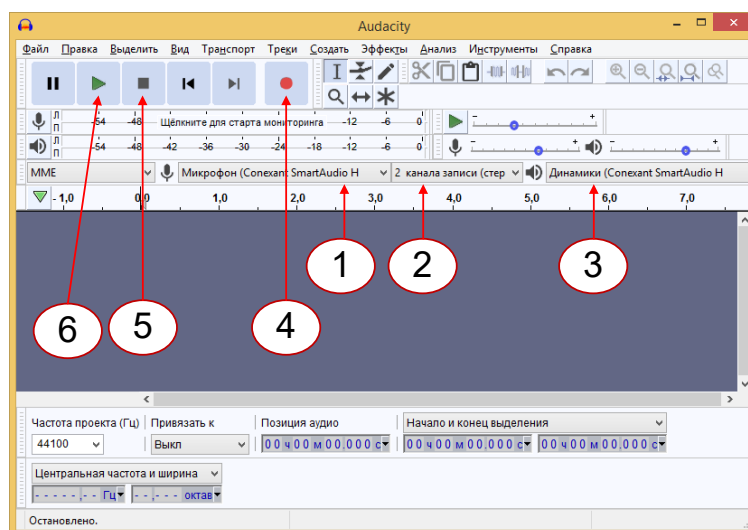 Audacity
Файл Правка Выделить Вид Транспорт Треки Создать Эффекты Анализ Инструменты Справка
Л
П
-54 -48 Щёлкните для старта мониторинга -12 -6 0
- +
Л
П
-54 -48 -42 -36 -30 -24 -18 -12 -6 0
- + - +
MME Микрофон (Conexant SmartAudio H 2 канала записи (стер Динамики (Conexant SmartAudio H
- 1,0 0,0 1,0 2,0 3,0 4,0 5,0 6,0 7,0
1 2 3
6 5 4
Частота проекта (Гц) Привязать к Позиция аудио Начало и конец выделения
44100 Выкл 00 ч 00 м 00.000 с 00 ч 00 м 00.000 с 00 ч 00 м 00.000 с
Центральная частота и ширина
- - - - - ,- - Гц - -,- - - октав
Остановлено.